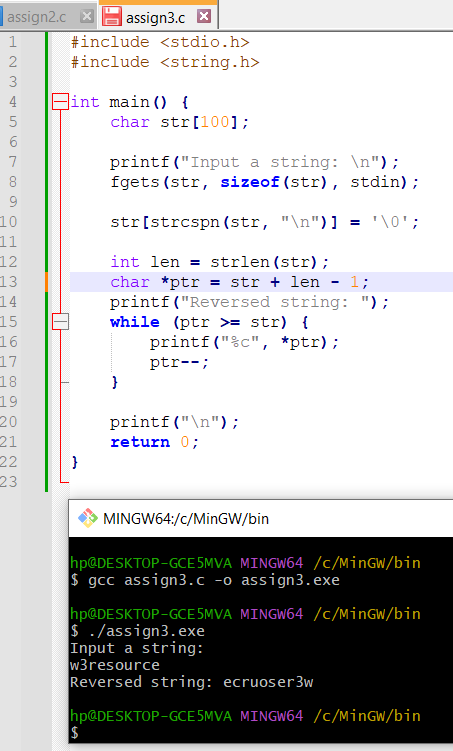 assign2.c assign3.c
1 #include <stdio.h>
2 #include <string.h>
3
4 int main() {
5 char str[100];
6
7 printf("Input a string: \n");
8 fgets(str, sizeof(str), stdin);
9
10 str[strcspn(str, "\n")] = '\0';
11
12 int len = strlen(str);
13 char *ptr = str + len - 1;
14 printf("Reversed string: ");
15 while (ptr >= str) {
16 printf("%c", *ptr);
17 ptr--;
18 }
19
20 printf("\n");
21 return 0;
22 }
23
MINGW64:/c/MinGW/bin
hp@DESKTOP-GCE5MVA MINGW64 /c/MinGW/bin
$ gcc assign3.c -o assign3.exe
hp@DESKTOP-GCE5MVA MINGW64 /c/MinGW/bin
$ ./assign3.exe
Input a string:
w3resource
Reversed string: ecruoser3w
hp@DESKTOP-GCE5MVA MINGW64 /c/MinGW/bin
$